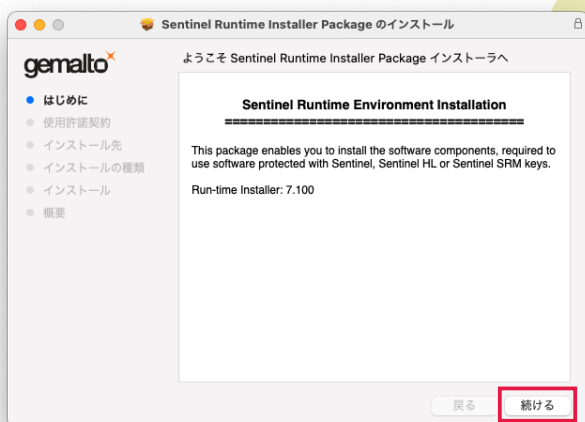 Sentinel Runtime Installer Package のインストール
gemalto
ようこそ Sentinel Runtime Installer Package インストーラへ
はじめに
使用許諾契約
インストール先
インストールの種類
インストール
概要
Sentinel Runtime Environment Installation
=======================================
This package enables you to install the software components, required to
use software protected with Sentinel, Sentinel HL or Sentinel SRM keys.
Run-time Installer: 7.100
戻る
続ける